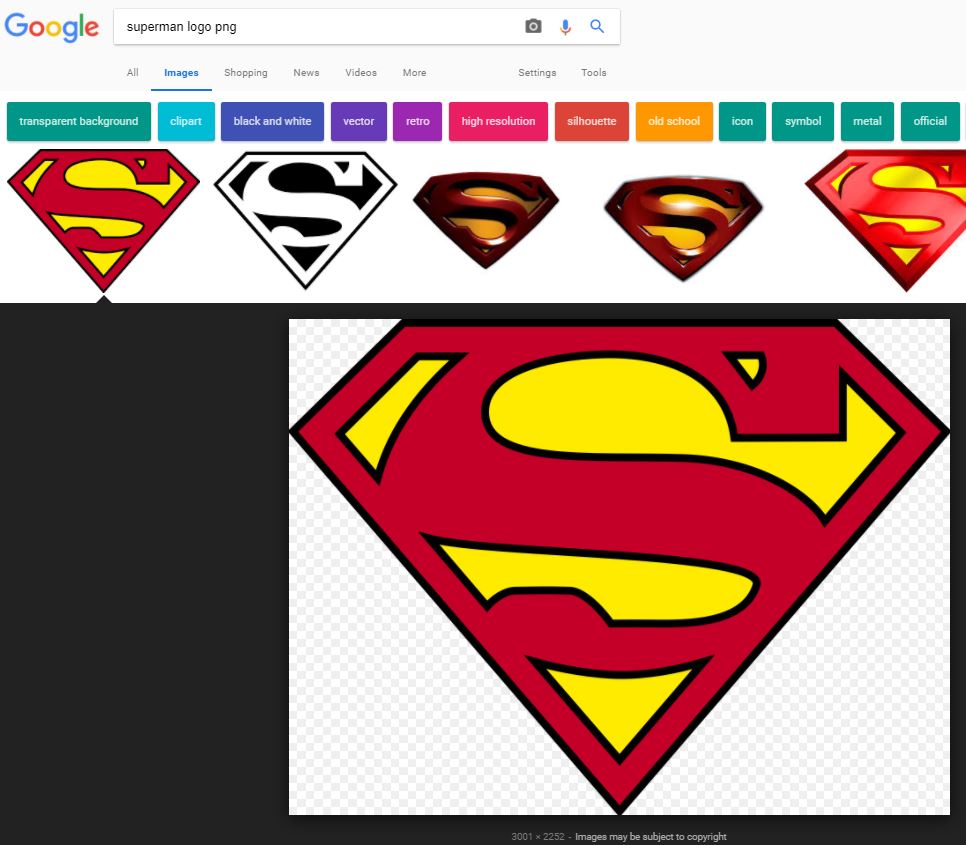 Google superman logo png
All Images Shopping News Videos More Settings Tools
transparent background clipart black and white vector retro high resolution silhouette old school icon symbol metal official
3001 × 2252 - Images may be subject to copyright